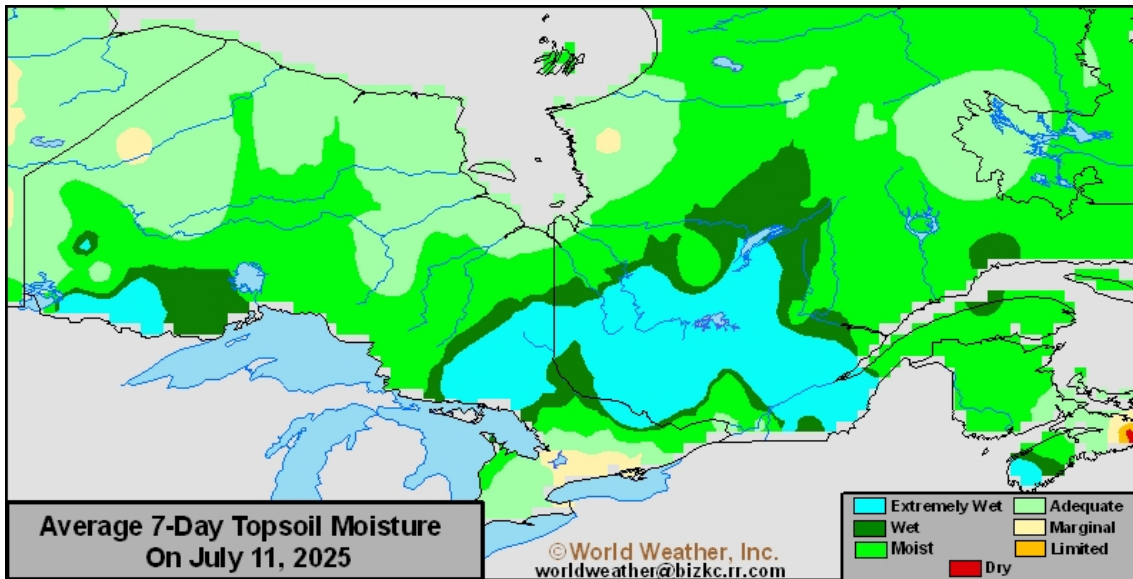 Average 7-Day Topsoil Moisture
On July 11, 2025
©World Weather, Inc.
worldweather@bizkc.rr.com
Extremely Wet
Adequate
Wet
Marginal
Moist
Limited
Dry